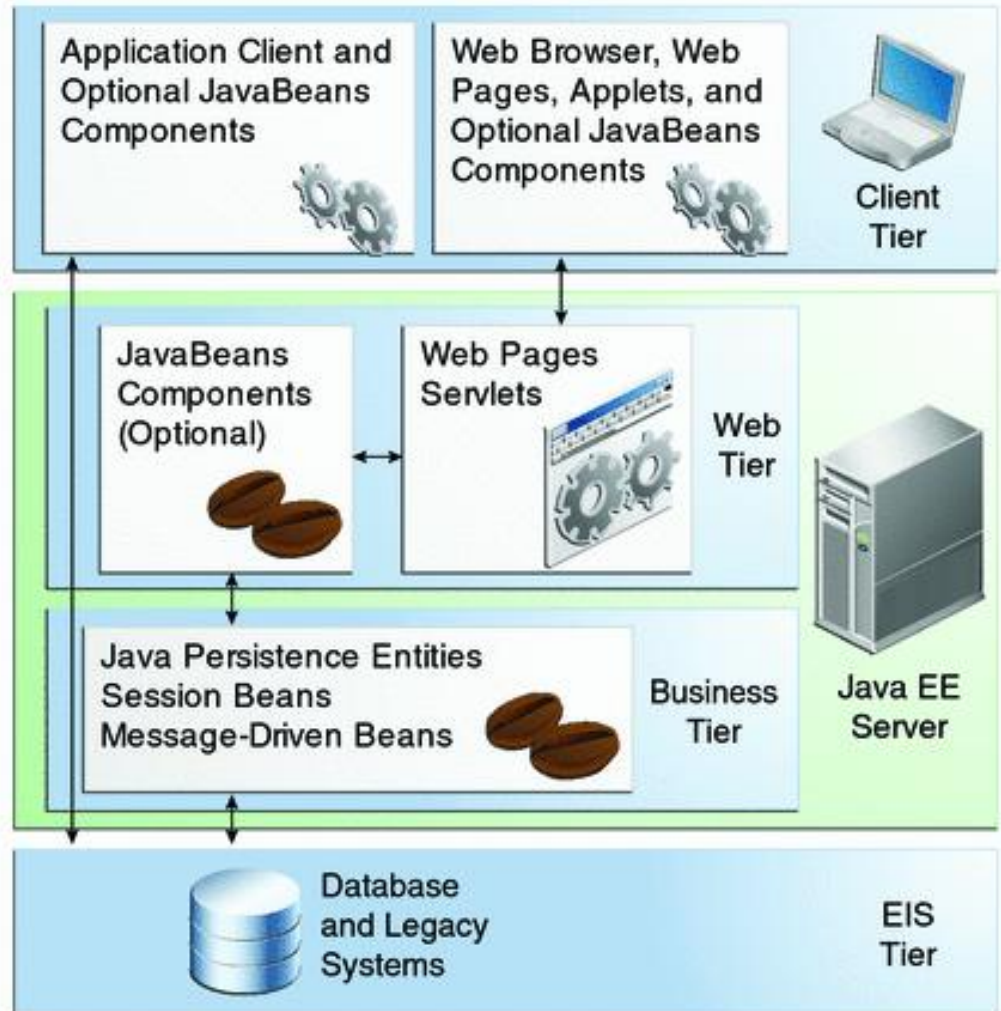 Application Client and
Optional JavaBeans
Components
Web Browser, Web
Pages, Applets, and
Optional JavaBeans
Components
Client
Tier
JavaBeans
Components
(Optional)
Web Pages
Servlets
Web
Tier
Java Persistence Entities
Session Beans
Message-Driven Beans
Business
Tier
Java EE
Server
Database
and Legacy
Systems
EIS
Tier